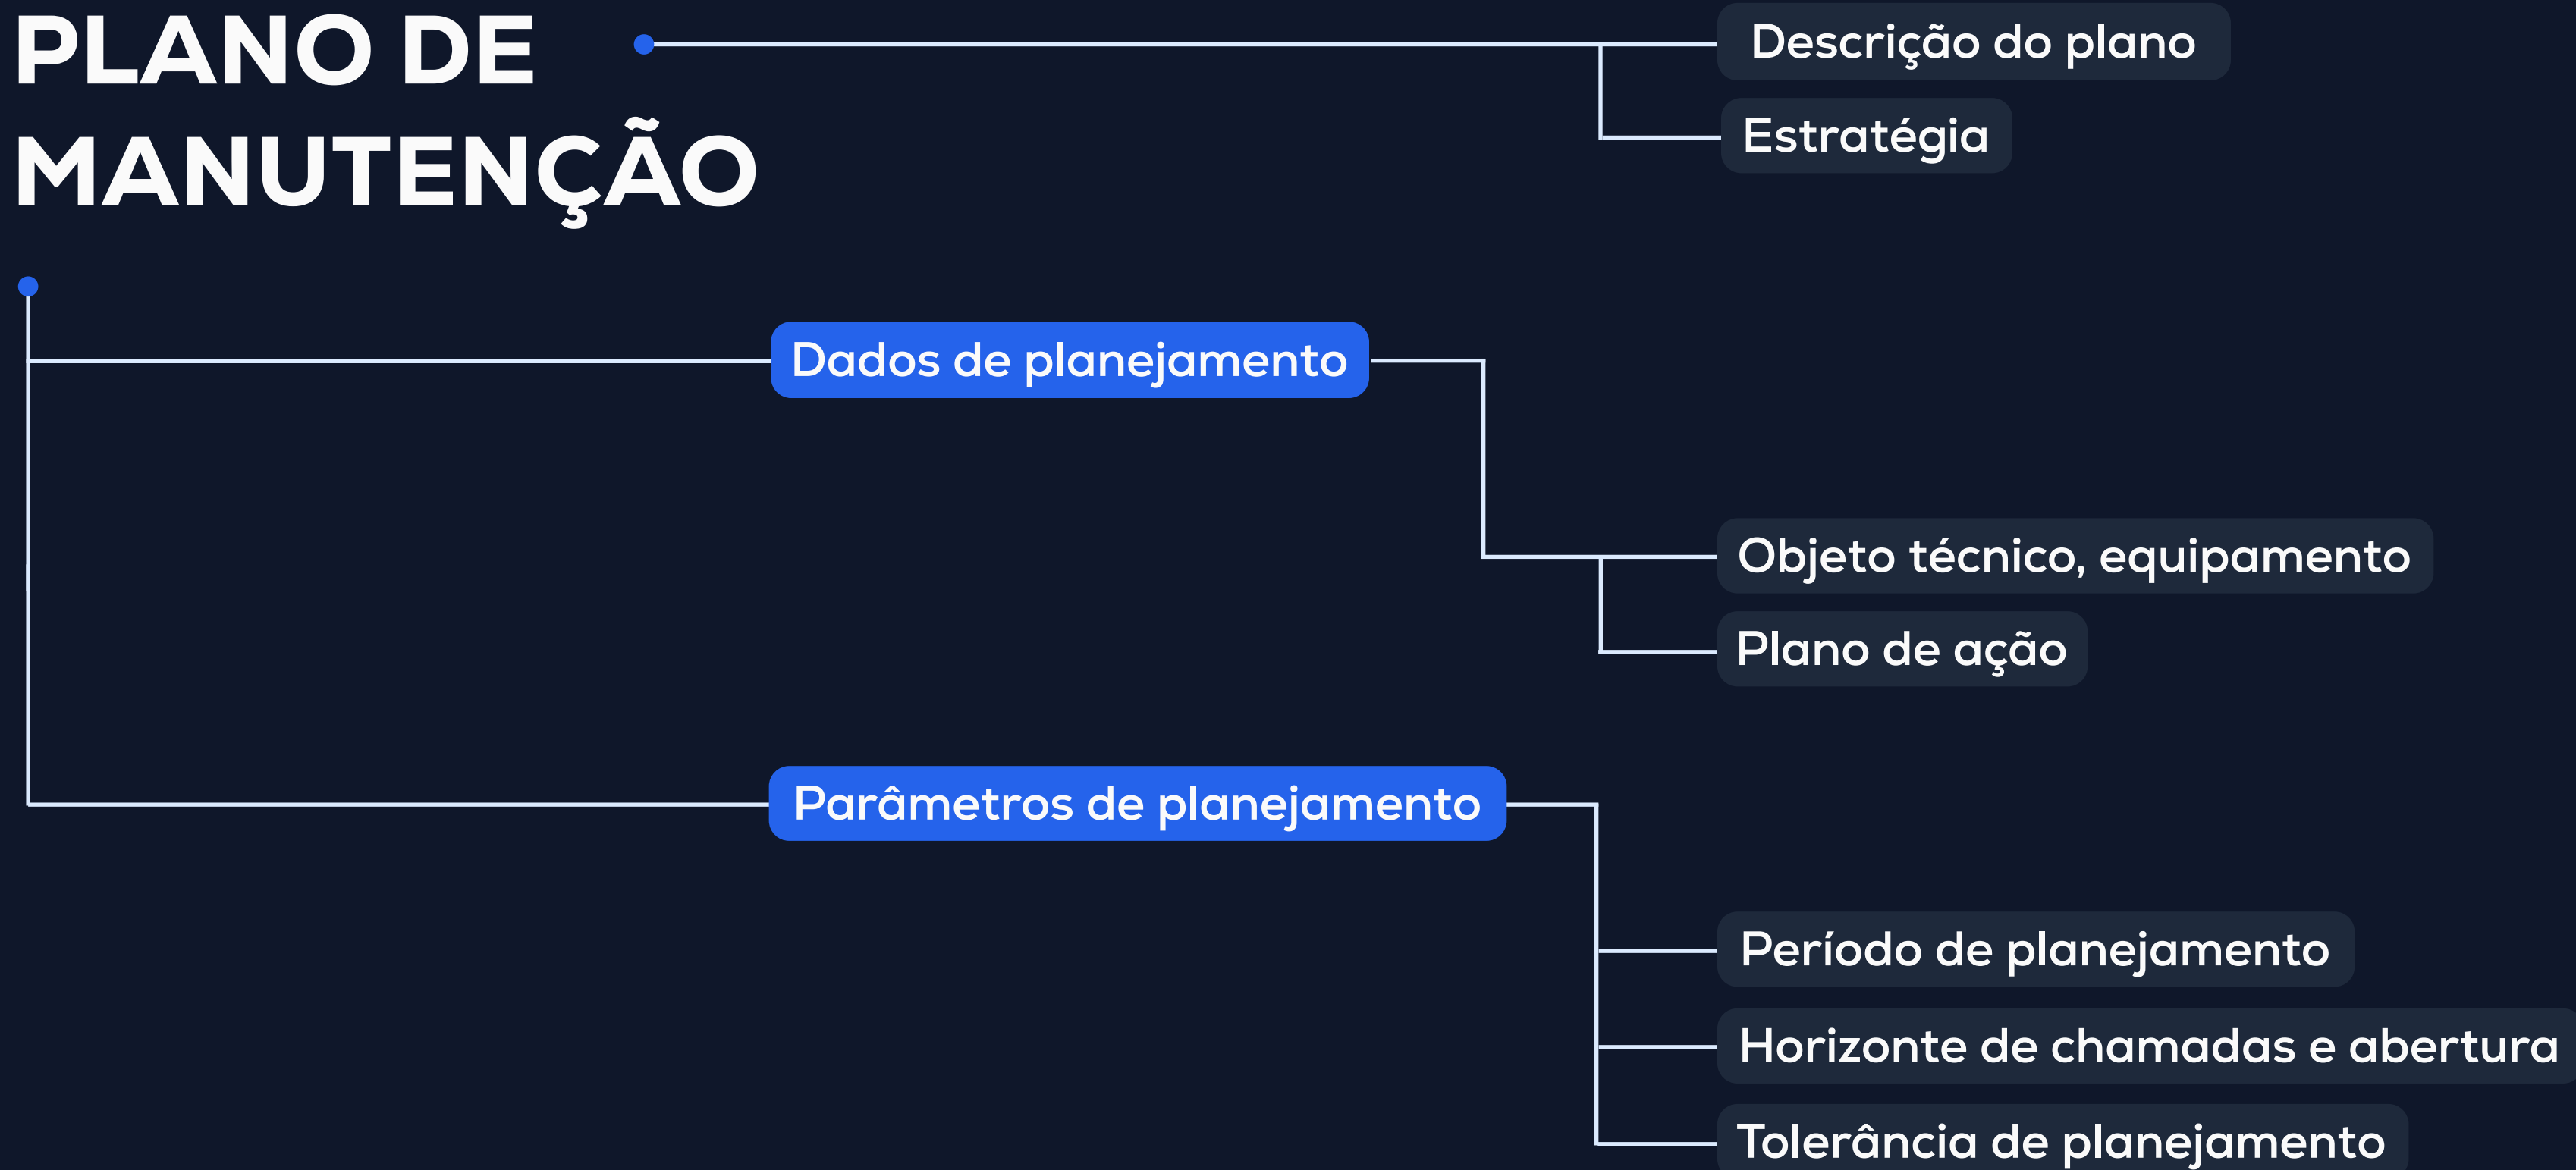 PLANO DE
MANUTENÇÃO
Descrição do plano
Estratégia
Dados de planejamento
Objeto técnico, equipamento
Plano de ação
Parâmetros de planejamento
Período de planejamento
Horizonte de chamadas e abertura
Tolerância de planejamento